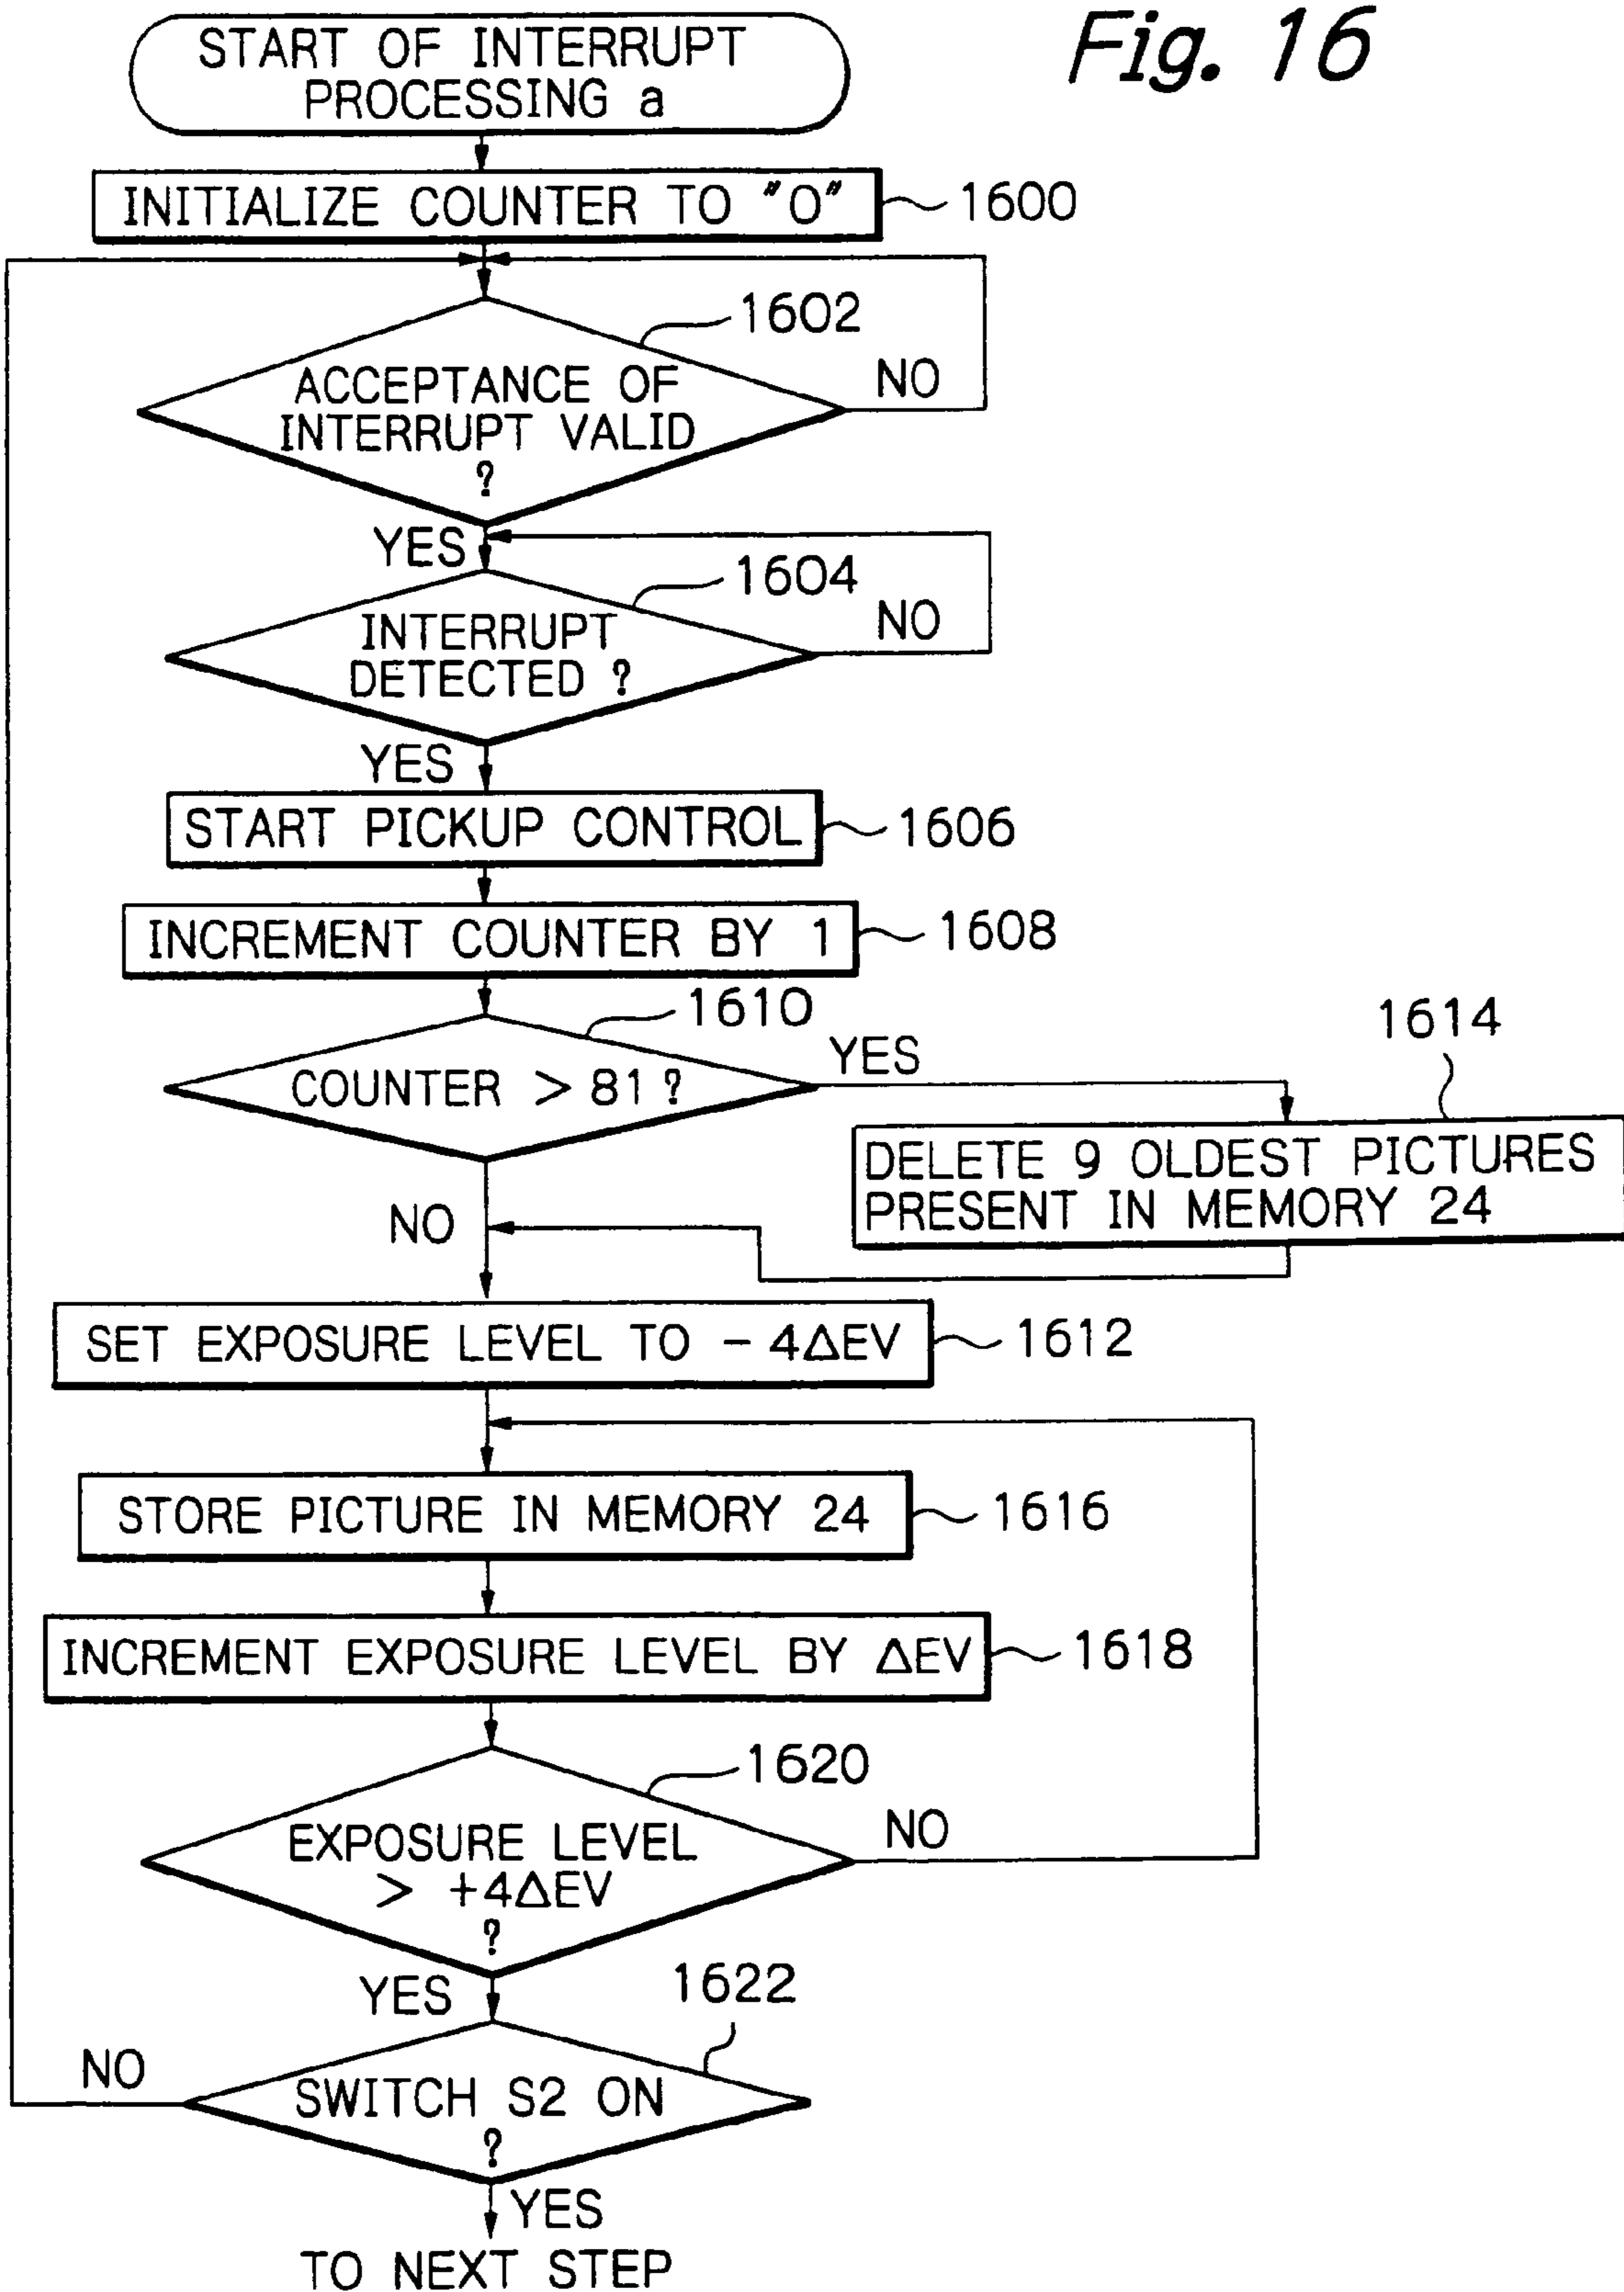 Fig. 16
START OF INTERRUPT
PROCESSING a
INITIALIZE COUNTER TO "0"
1600
1602
ACCEPTANCE OF
INTERRUPT VALID
?
NO
YES
1604
INTERRUPT
DETECTED ?
NO
YES
START PICKUP CONTROL
1606
INCREMENT COUNTER BY 1
1608
1610
COUNTER > 81 ?
YES
1614
DELETE 9 OLDEST PICTURES
PRESENT IN MEMORY 24
NO
SET EXPOSURE LEVEL TO - 4ΔEV
1612
STORE PICTURE IN MEMORY 24
1616
INCREMENT EXPOSURE LEVEL BY ΔEV
1618
1620
EXPOSURE LEVEL
> +4ΔEV
?
NO
YES
1622
SWITCH S2 ON
?
NO
YES
TO NEXT STEP